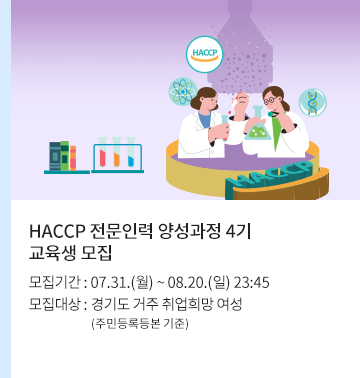 HACCP
HACCP
HACCP 전문인력 양성과정 4기
교육생 모집
모집기간 : 07.31.(월) ~ 08.20.(일) 23:45
모집대상 : 경기도 거주 취업희망 여성
(주민등록등본 기준)